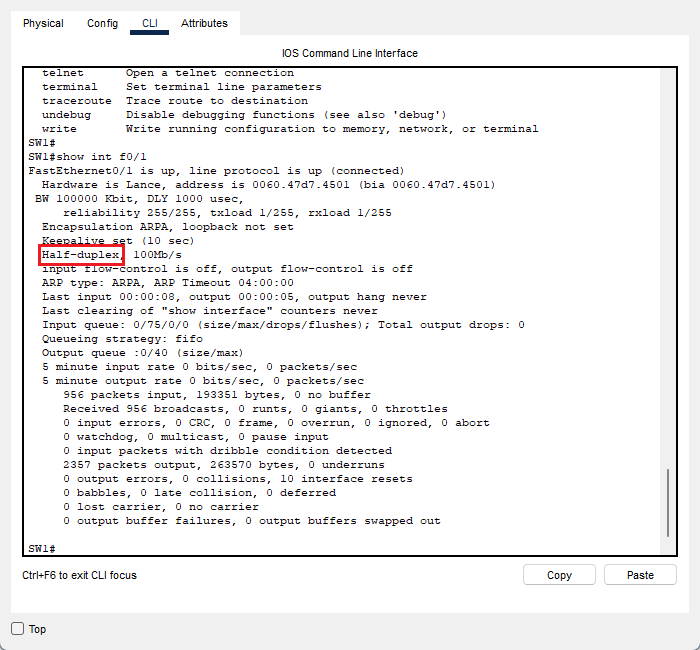 Physical Config CLI Attributes
IOS Command Line Interface
telnet Open a telnet connection
terminal Set terminal line parameters
traceroute Trace route to destination
undebug Disable debugging functions (see also 'debug')
write Write running configuration to memory, network, or terminal
SW1#
SW1#show int f0/1
FastEthernet0/1 is up, line protocol is up (connected)
Hardware is Lance, address is 0060.47d7.4501 (bia 0060.47d7.4501)
BW 100000 Kbit, DLY 1000 usec,
reliability 255/255, txload 1/255, rxload 1/255
Encapsulation ARPA, loopback not set
Keepalive set (10 sec)
Half-duplex, 100Mb/s
input flow-control is off, output flow-control is off
ARP type: ARPA, ARP Timeout 04:00:00
Last input 00:00:08, output 00:00:05, output hang never
Last clearing of "show interface" counters never
Input queue: 0/75/0/0 (size/max/drops/flushes); Total output drops: 0
Queueing strategy: fifo
Output queue :0/40 (size/max)
5 minute input rate 0 bits/sec, 0 packets/sec
5 minute output rate 0 bits/sec, 0 packets/sec
956 packets input, 193351 bytes, 0 no buffer
Received 956 broadcasts, 0 runts, 0 giants, 0 throttles
0 input errors, 0 CRC, 0 frame, 0 overrun, 0 ignored, 0 abort
0 watchdog, 0 multicast, 0 pause input
0 input packets with dribble condition detected
2357 packets output, 263570 bytes, 0 underruns
0 output errors, 0 collisions, 10 interface resets
0 babbles, 0 late collision, 0 deferred
0 lost carrier, 0 no carrier
0 output buffer failures, 0 output buffers swapped out
SW1#
Ctrl+F6 to exit CLI focus
Copy Paste
Top